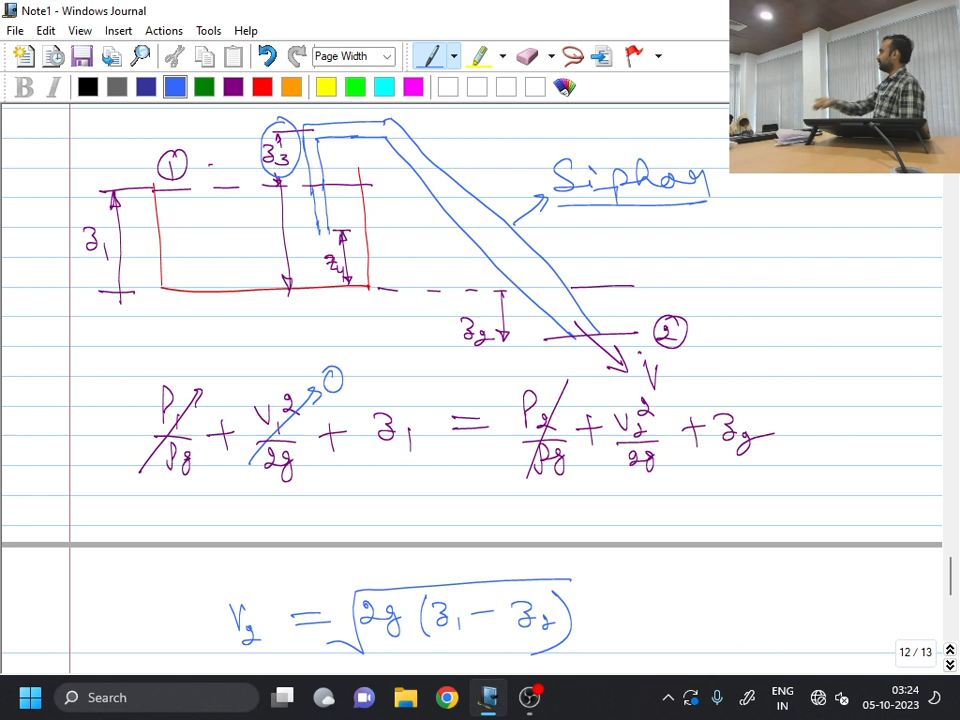 Note1 - Windows Journal
File Edit View Insert Actions Tools Help
Page Width
B I
①
z₃
Siphon
z₁
z₄
z₂
②
V
P₁/ρg + V₁²/2g + z₁ = P₂/ρg + V₂²/2g + z₂
0
V₂ = √2g (z₁ - z₂)
12 / 13
Search
ENG
IN
03:24
05-10-2023